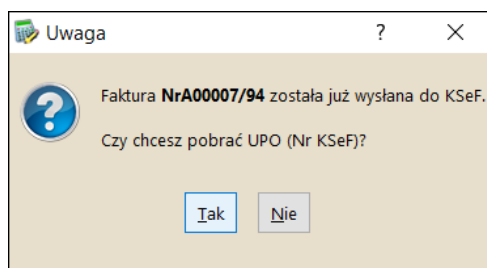 Uwaga
?
Faktura NrA00007/94 została już wysłana do KSeF.
Czy chcesz pobrać UPO (Nr KSeF)?
Tak
Nie